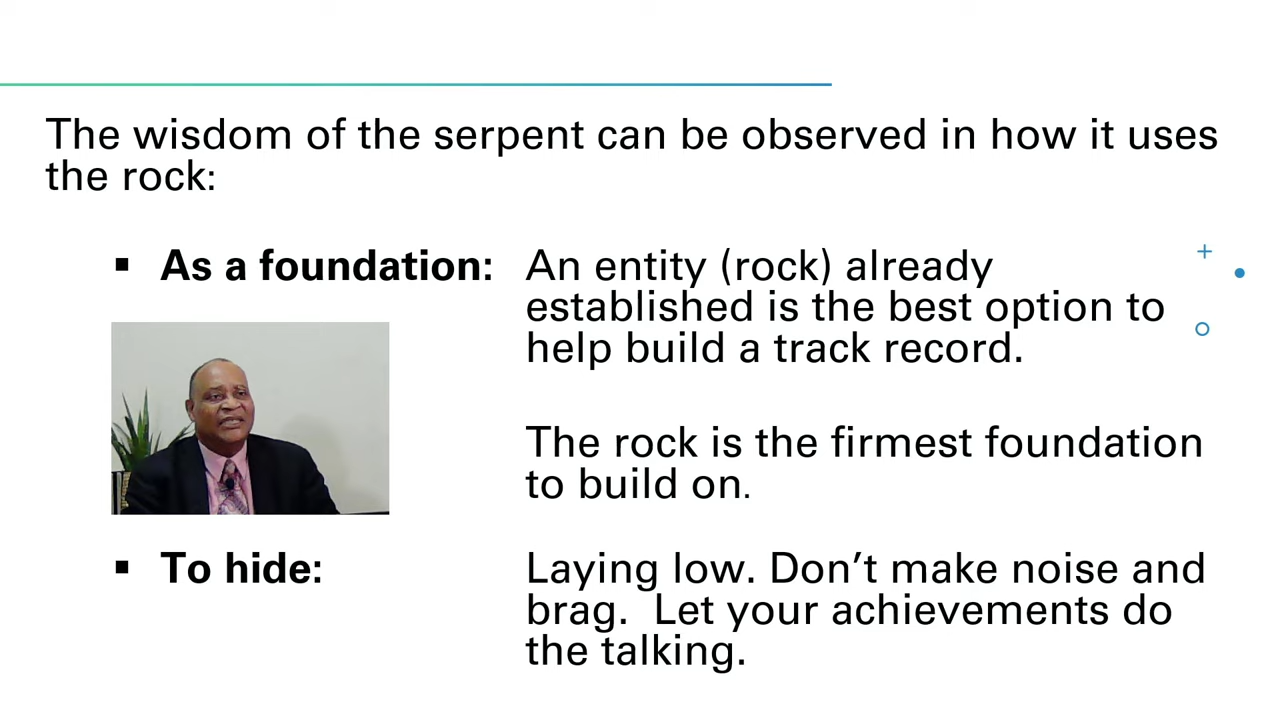 The wisdom of the serpent can be observed in how it uses
the rock:
▪ As a foundation: An entity (rock) already
established is the best option to
help build a track record.
The rock is the firmest foundation
to build on.
▪ To hide: Laying low. Don’t make noise and
brag.  Let your achievements do
the talking.